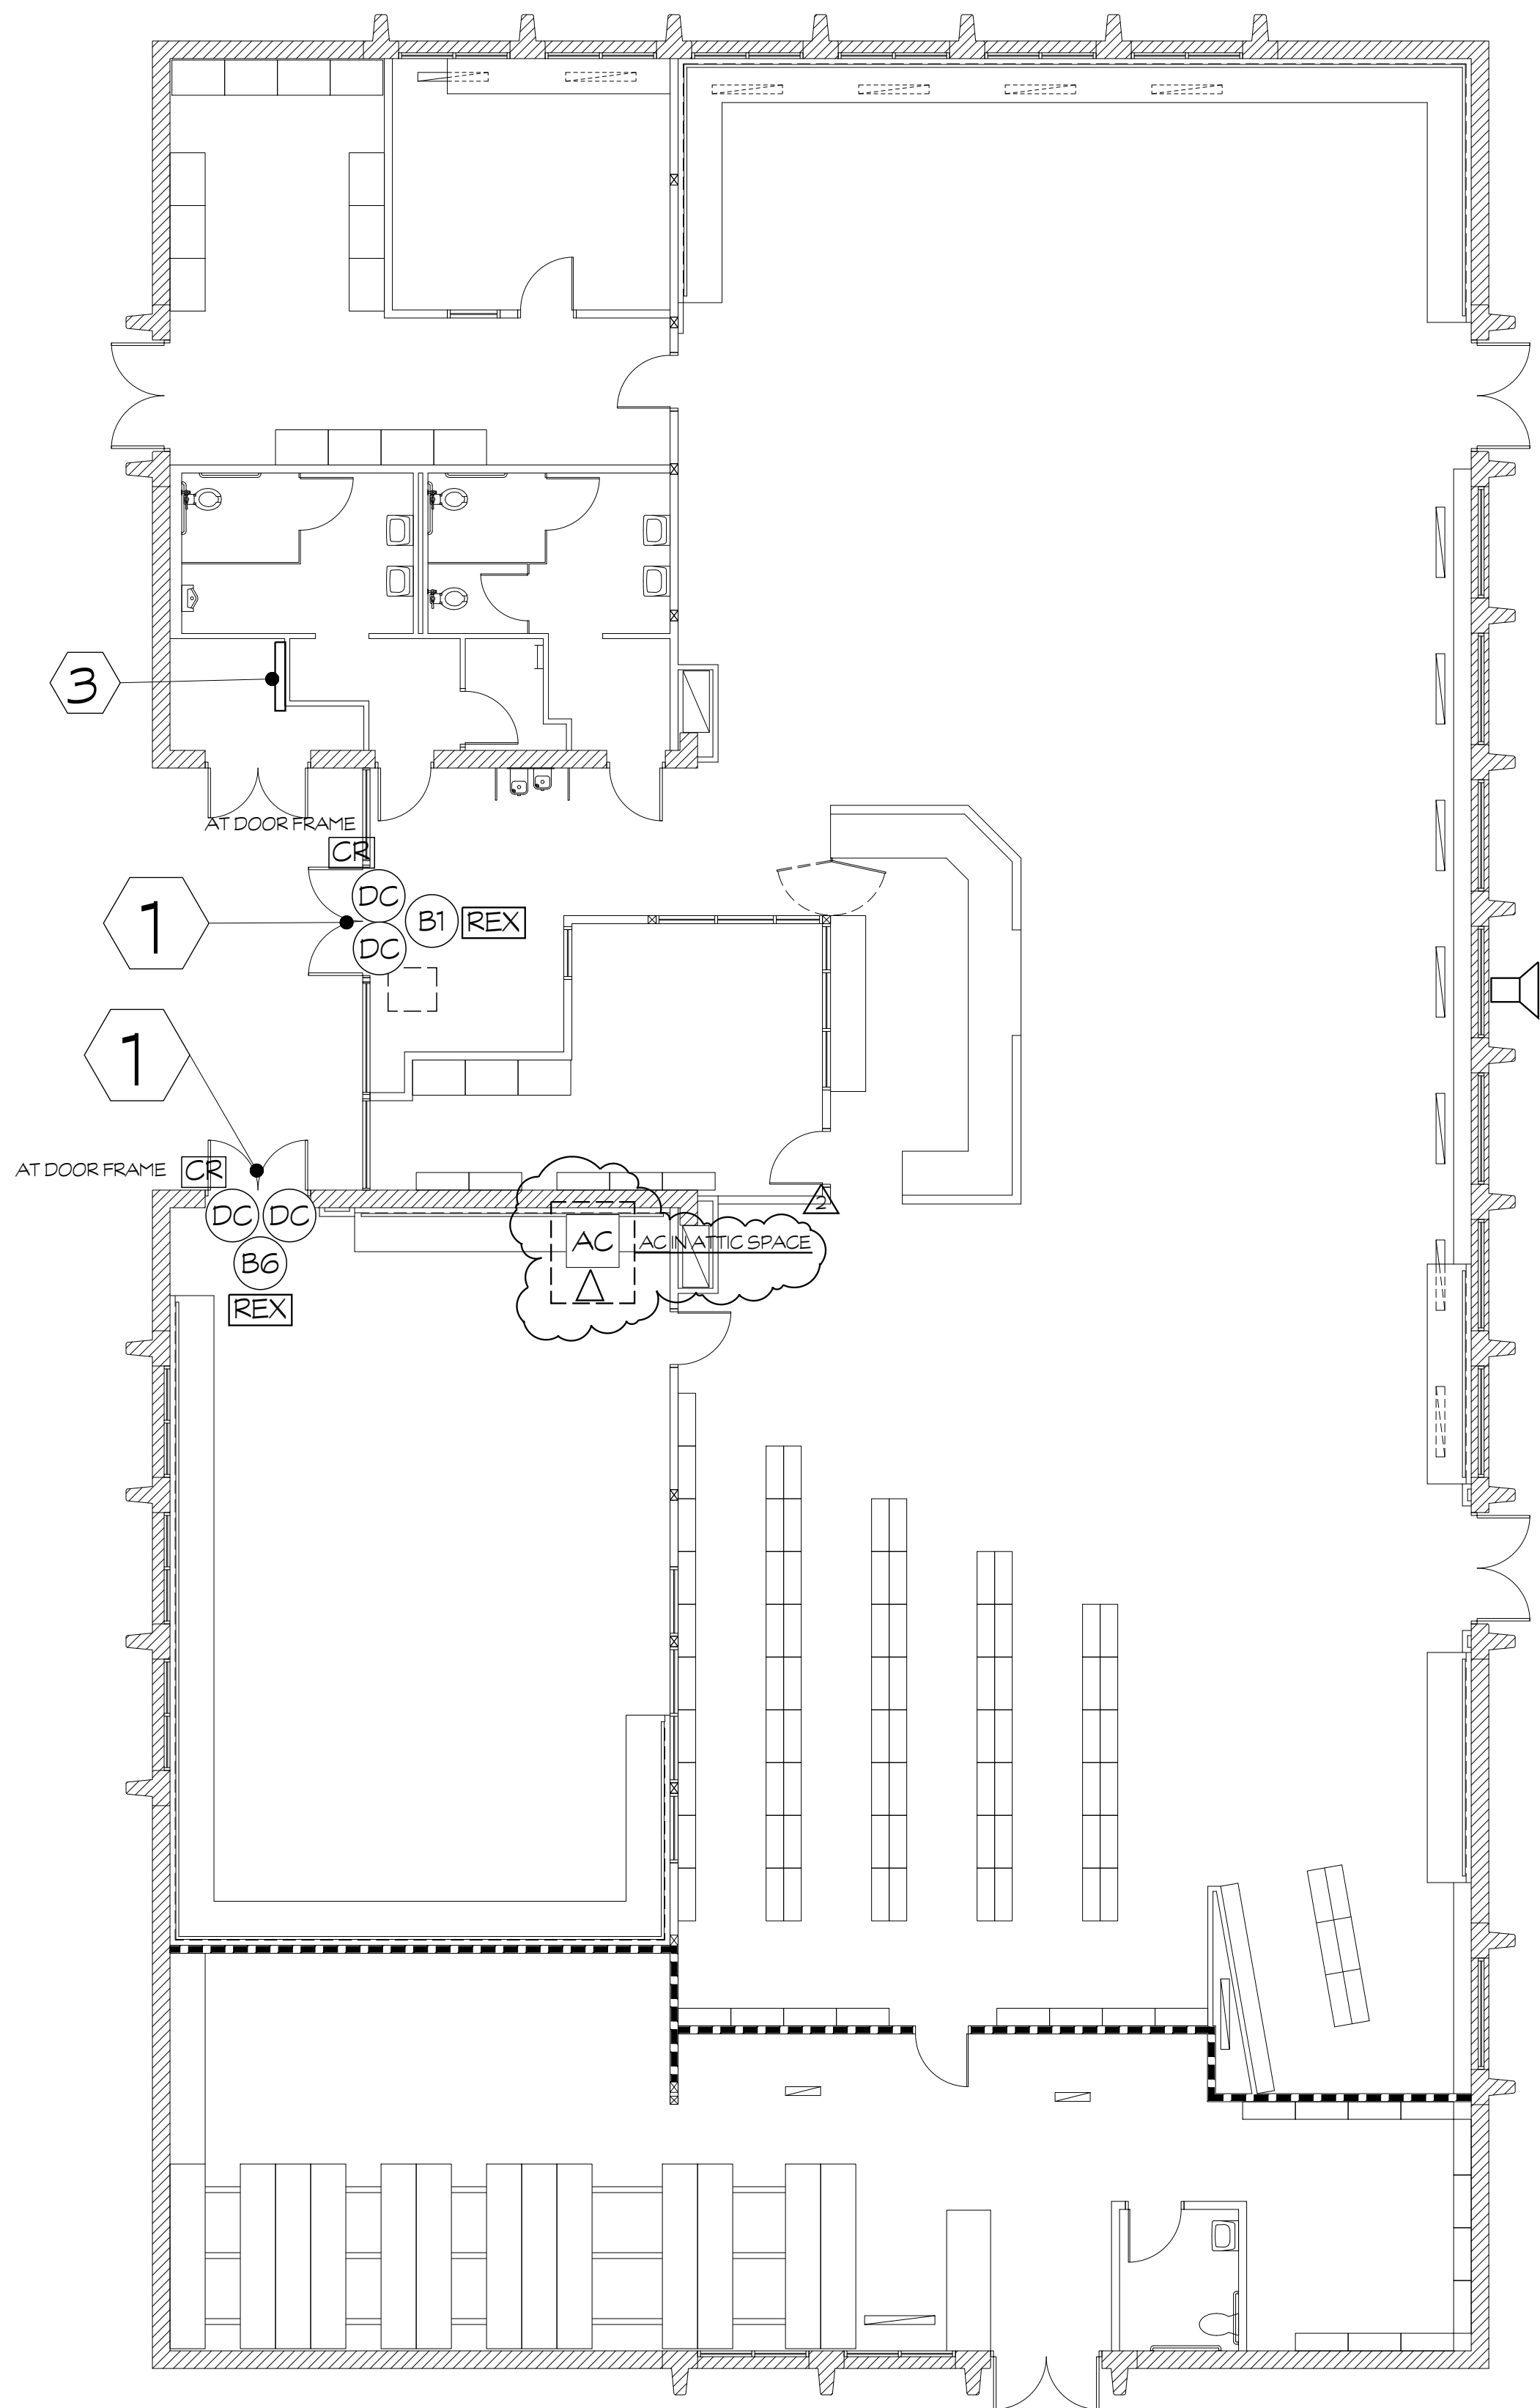 3
AT DOOR FRAME
CR
DC
1
B1 REX
DC
1
AT DOOR FRAME CR
2
DC DC
AC AC IN ATTIC SPACE
B6
REX